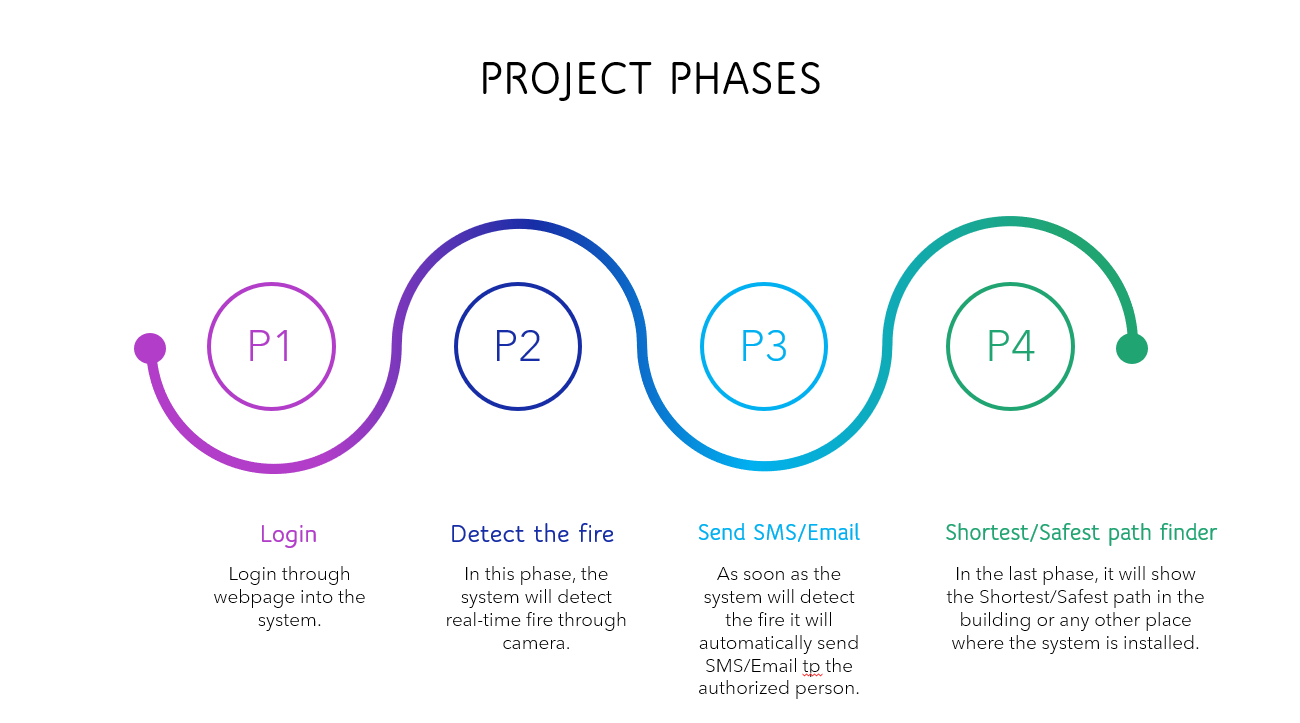 PROJECT PHASES
P1
P2
P3
P4
Login
Login through
webpage into the
system.
Detect the fire
In this phase, the
system will detect
real-time fire through
camera.
Send SMS/Email
As soon as the
system will detect
the fire it will
automatically send
SMS/Email tp the
authorized person.
Shortest/Safest path finder
In the last phase, it will show
the Shortest/Safest path in the
building or any other place
where the system is installed.